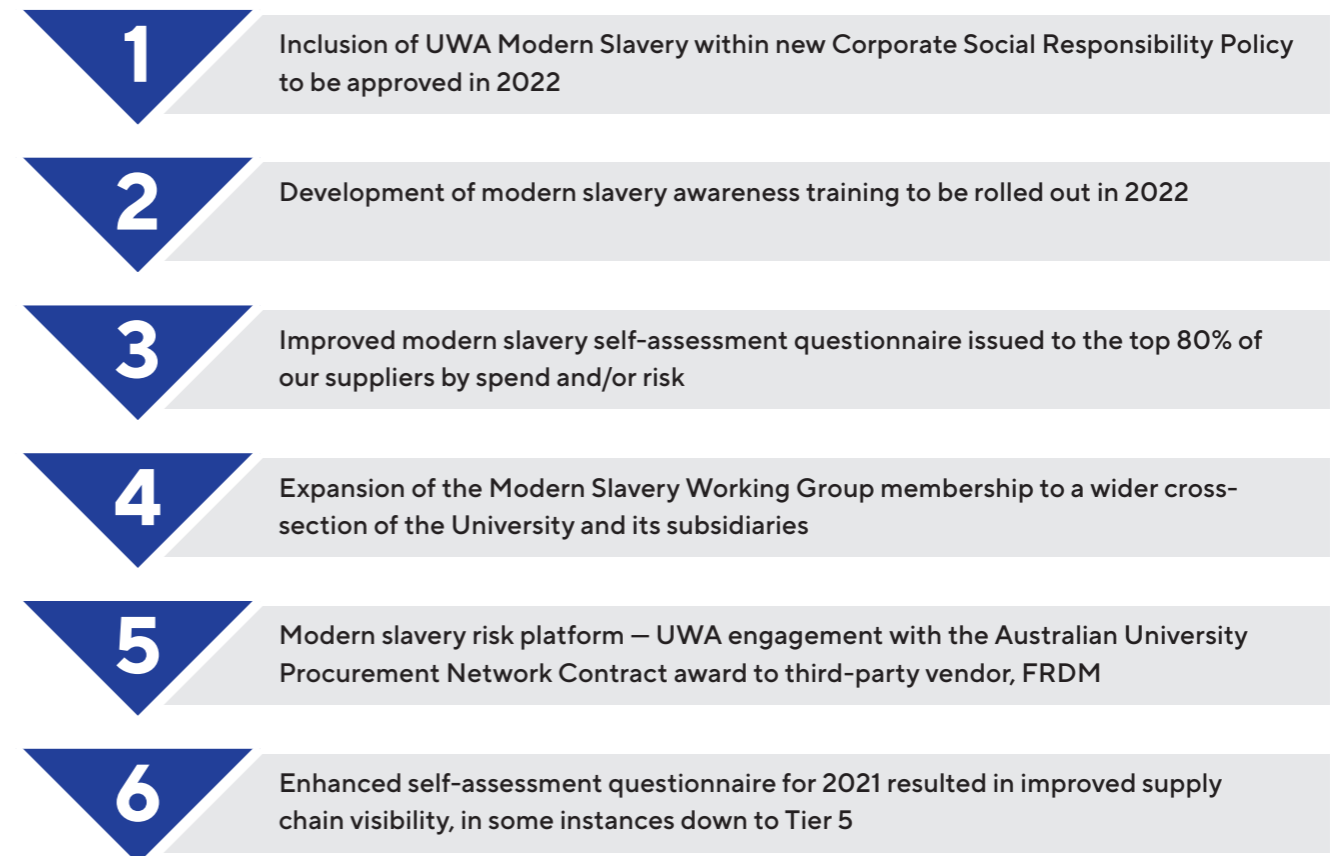 1
Inclusion of UWA Modern Slavery within new Corporate Social Responsibility Policy
to be approved in 2022
2
Development of modern slavery awareness training to be rolled out in 2022
3
Improved modern slavery self-assessment questionnaire issued to the top 80% of
our suppliers by spend and/or risk
4
Expansion of the Modern Slavery Working Group membership to a wider cross-
section of the University and its subsidiaries
5
Modern slavery risk platform — UWA engagement with the Australian University
Procurement Network Contract award to third-party vendor, FRDM
6
Enhanced self-assessment questionnaire for 2021 resulted in improved supply
chain visibility, in some instances down to Tier 5